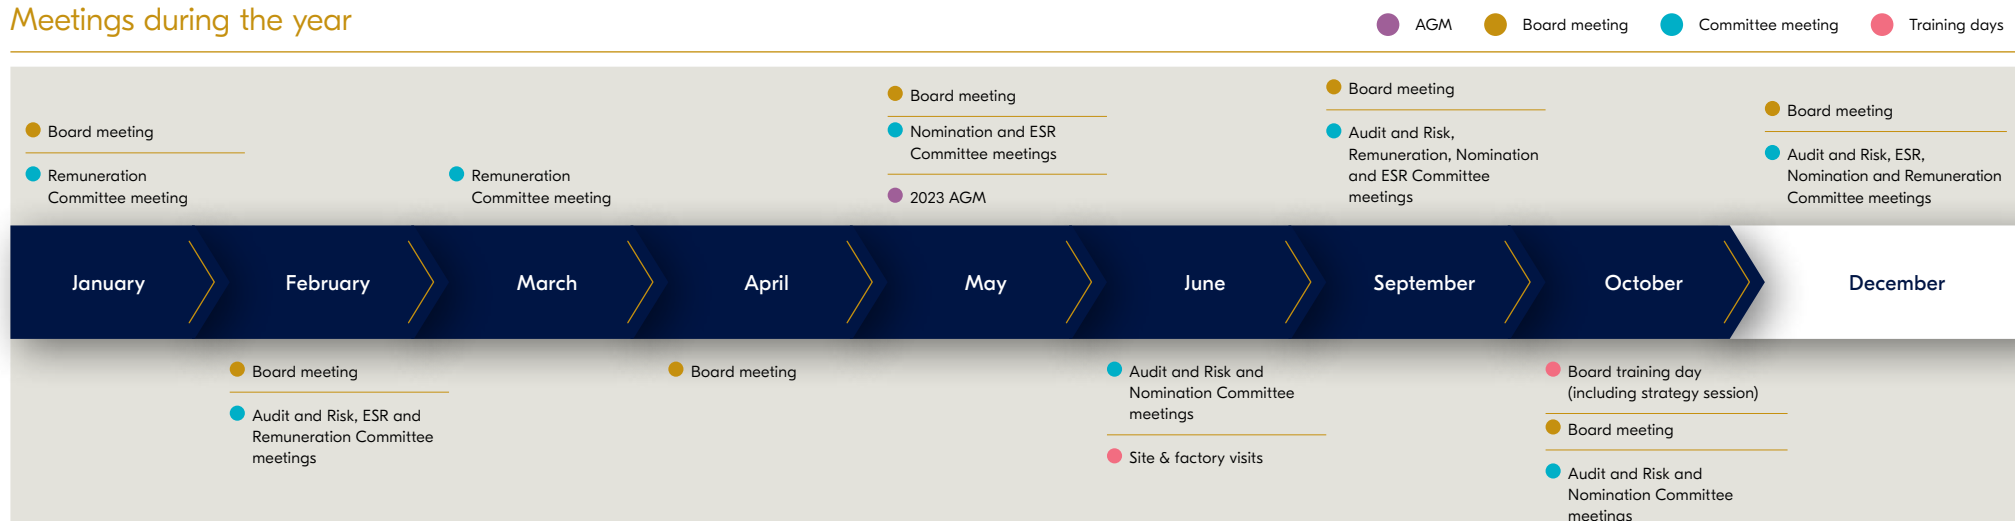 Meetings during the year
AGM
Board meeting
Committee meeting
Training days
Board meeting
Remuneration
Committee meeting
Remuneration
Committee meeting
Board meeting
Nomination and ESR
Committee meetings
2023 AGM
Board meeting
Audit and Risk,
Remuneration, Nomination
and ESR Committee
meetings
Board meeting
Audit and Risk, ESR,
Nomination and Remuneration
Committee meetings
January
February
March
April
May
June
September
October
December
Board meeting
Audit and Risk, ESR and
Remuneration Committee
meetings
Board meeting
Audit and Risk and
Nomination Committee
meetings
Site & factory visits
Board training day
(including strategy session)
Board meeting
Audit and Risk and
Nomination Committee
meetings